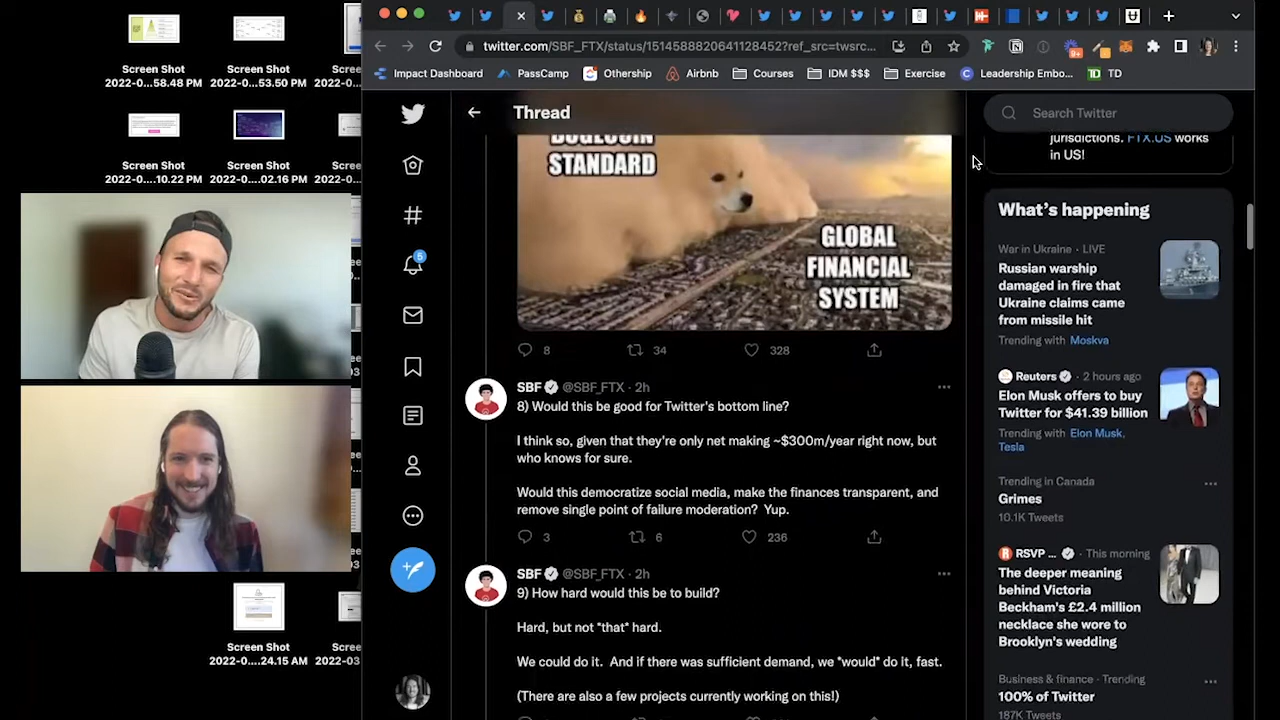 Screen Shot
2022-0....58.48 PM
Screen Shot
2022-0...53.50 PM
Screen
2022-0
Screen Shot
2022-0....10.22 PM
Screen Shot
2022-0....02.16 PM
Screen
2022-0
Screen Shot
2022-0...24.15 AM
Screen Shot
2022-03
twitter.com/SBF_FTX/status/
Impact Dashboard
PassCamp
Othership
Airbnb
Courses
IDM $$$
Exercise
Leadership Embo...
TD
Thread
Search Twitter
STANDARD
GLOBAL
FINANCIAL
SYSTEM
8
34
328
SBF @SBF_FTX · 2h
8) Would this be good for Twitter's bottom line?
I think so, given that they're only net making ~$300m/year right now, but
who knows for sure.
Would this democratize social media, make the finances transparent, and
remove single point of failure moderation? Yup.
3
6
236
SBF @SBF_FTX · 2h
9) How hard would this be to build?
Hard, but not *that* hard.
We could do it. And if there was sufficient demand, we *would* do it, fast.
(There are also a few projects currently working on this!)
6
jurisdictions. FTX.US works
in US!
What's happening
War in Ukraine · LIVE
Russian warship
damaged in fire that
Ukraine claims came
from missile hit
Trending with Moskva
Reuters · 2 hours ago
Elon Musk offers to buy
Twitter for $41.39 billion
Trending with Elon Musk,
Tesla
Trending in Canada
Grimes
10.1K Tweets
RSVP ... · This morning
The deeper meaning
behind Victoria
Beckham's £2.4 million
necklace she wore to
Brooklyn's wedding
Business & finance · Trending
100% of Twitter
187K Tweets